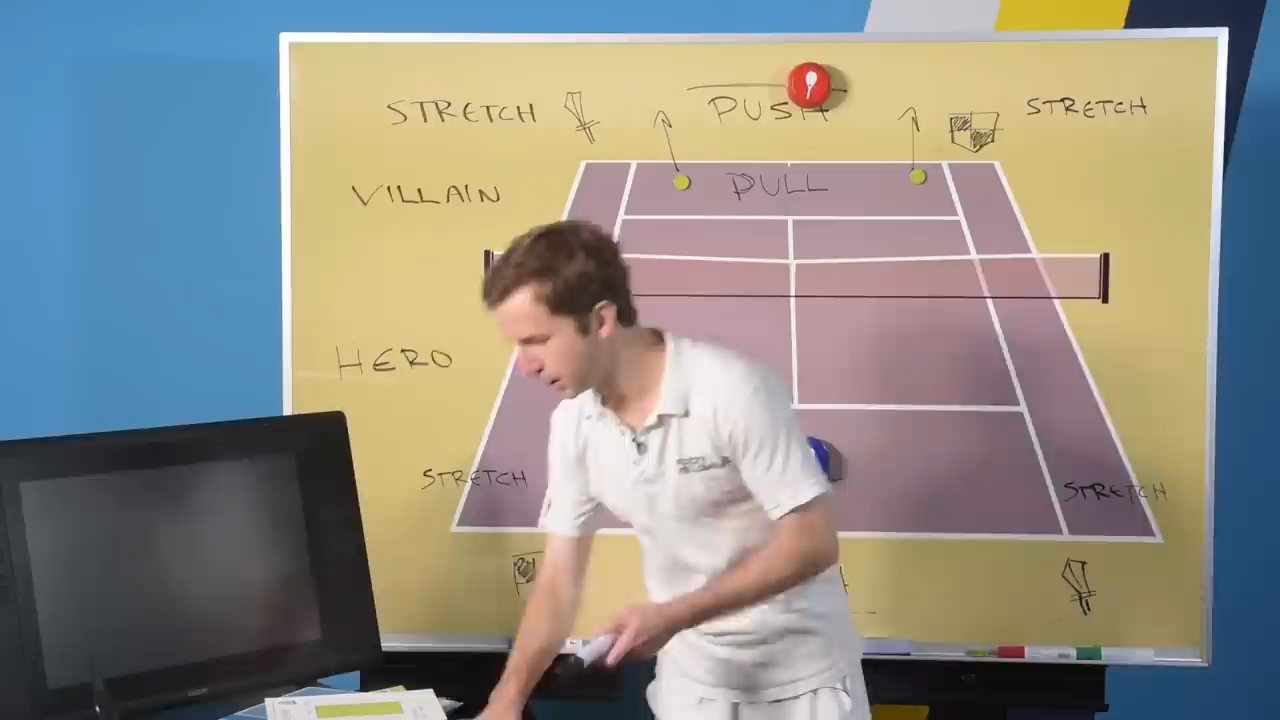 STRETCH
PUSH
STRETCH
VILLAIN
PULL
HERO
STRETCH
STRETCH